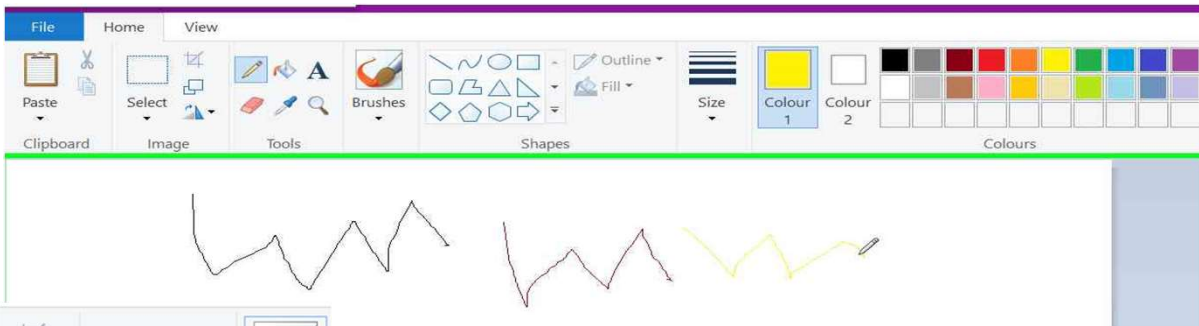 File Home View
Outline
Fill
Paste Select Brushes Size Colour 1 Colour 2
A
Clipboard Image Tools Shapes Colours